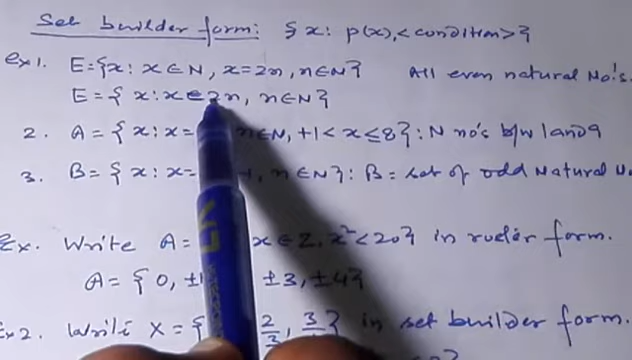 Set builder form: {x: p(x), <condition>}
Ex1. E={x: x∈N, x=2n, n∈N} All even natural No's.
E={x: x=2n, n∈N}
2. A={x: x= n∈N, +1<x≤8}: N no's b/w 1 and 9
3. B={x: x= , n∈N}: B= set of odd Natural
Ex. Write A= x∈Z, x²<20} in roster form.
A={0, ±1 ±3, ±4}
Ex2. Write X={ 2/3, 3/ } in set builder form.